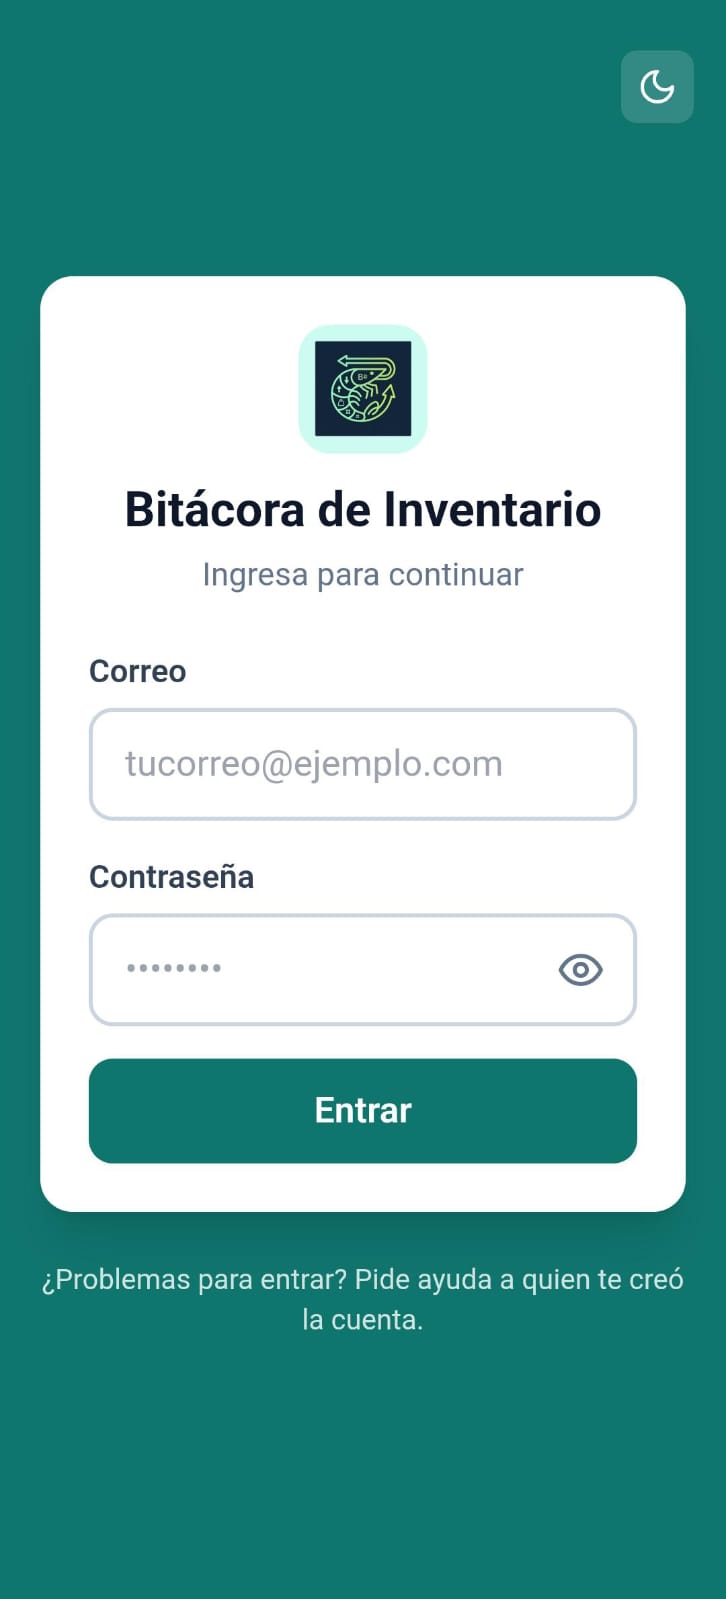 Bitácora de Inventario
Ingresa para continuar
Correo
tucorreo@ejemplo.com
Contraseña
••••••••
Entrar
¿Problemas para entrar? Pide ayuda a quien te creó
la cuenta.